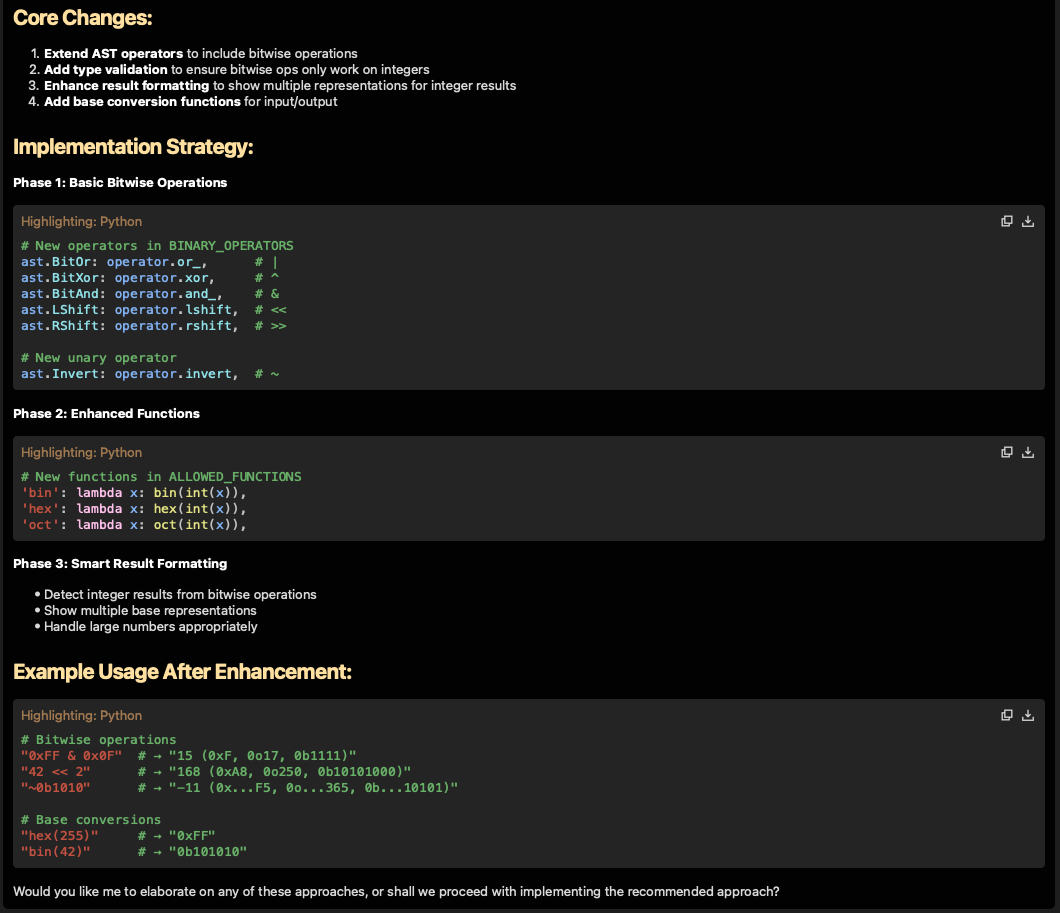 Core Changes:
1. Extend AST operators to include bitwise operations
2. Add type validation to ensure bitwise ops only work on integers
3. Enhance result formatting to show multiple representations for integer results
4. Add base conversion functions for input/output
Implementation Strategy:
Phase 1: Basic Bitwise Operations
Highlighting: Python
# New operators in BINARY_OPERATORS
ast.BitOr: operator.or_,      # |
ast.BitXor: operator.xor,     # ^
ast.BitAnd: operator.and_,    # &
ast.LShift: operator.lshift,  # <<
ast.RShift: operator.rshift,  # >>
# New unary operator
ast.Invert: operator.invert,  # ~
Phase 2: Enhanced Functions
Highlighting: Python
# New functions in ALLOWED_FUNCTIONS
'bin': lambda x: bin(int(x)),
'hex': lambda x: hex(int(x)),
'oct': lambda x: oct(int(x)),
Phase 3: Smart Result Formatting
• Detect integer results from bitwise operations
• Show multiple base representations
• Handle large numbers appropriately
Example Usage After Enhancement:
Highlighting: Python
# Bitwise operations
"0xFF & 0x0F"  # → "15 (0xF, 0o17, 0b1111)"
"42 << 2"      # → "168 (0xA8, 0o250, 0b10101000)"
"~0b1010"      # → "-11 (0x...F5, 0o...365, 0b...10101)"
# Base conversions
"hex(255)"     # → "0xFF"
"bin(42)"      # → "0b101010"
Would you like me to elaborate on any of these approaches, or shall we proceed with implementing the recommended approach?